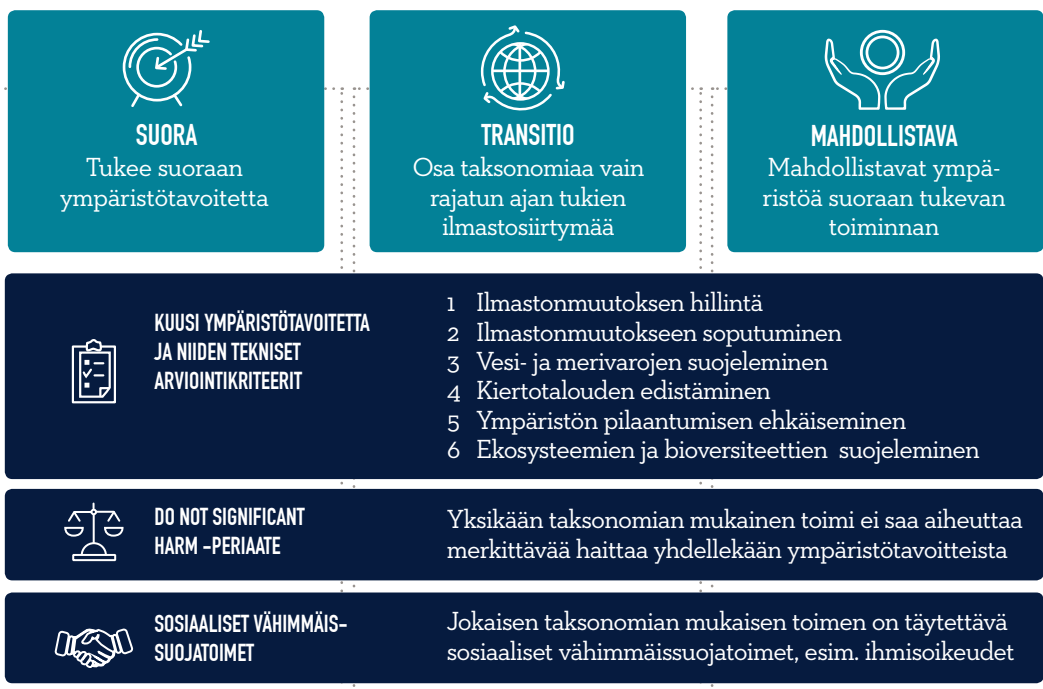 SUORA
Tukee suoraan
ympäristötavoitetta
TRANSITIO
Osa taksonomiaa vain
rajatun ajan tukien
ilmastosiirtymää
MAHDOLLISTAVA
Mahdollistavat ympä-
ristöä suoraan tukevan
toiminnan
KUUSI YMPÄRISTÖTAVOITETTA
JA NIIDEN TEKNISET
ARVIOINTIKRITEERIT
1 Ilmastonmuutoksen hillintä
2 Ilmastonmuutokseen soputuminen
3 Vesi- ja merivarojen suojeleminen
4 Kiertotalouden edistäminen
5 Ympäristön pilaantumisen ehkäiseminen
6 Ekosysteemien ja bioversiteettien suojeleminen
DO NOT SIGNIFICANT
HARM -PERIAATE
Yksikään taksonomian mukainen toimi ei saa aiheuttaa
merkittävää haittaa yhdellekään ympäristötavoitteista
SOSIAALISET VÄHIMMÄIS-
SUOJATOIMET
Jokaisen taksonomian mukaisen toimen on täytettävä
sosiaaliset vähimmäissuojatoimet, esim. ihmisoikeudet